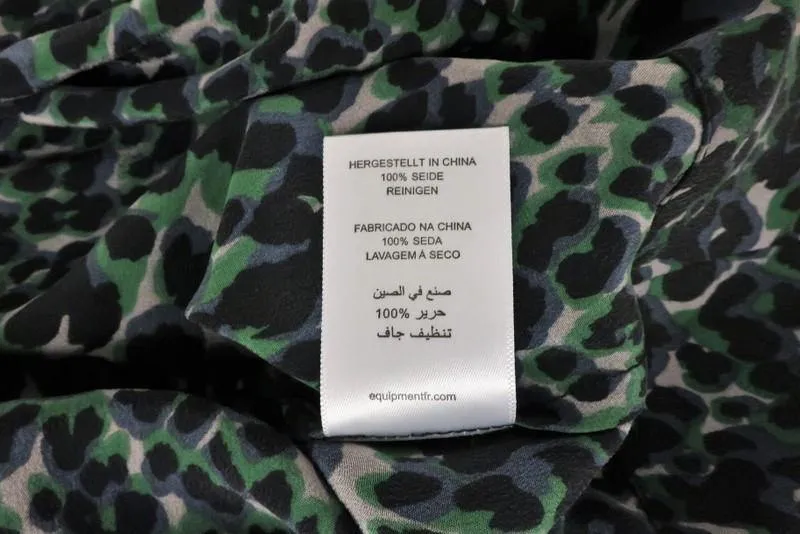 HERGESTELLT IN CHINA
100% SEIDE
REINIGEN
FABRICADO NA CHINA
100% SEDA
LAVAGEM À SECO
صنع في الصين
حرير %100
تنظيف جاف
equipmentfr.com